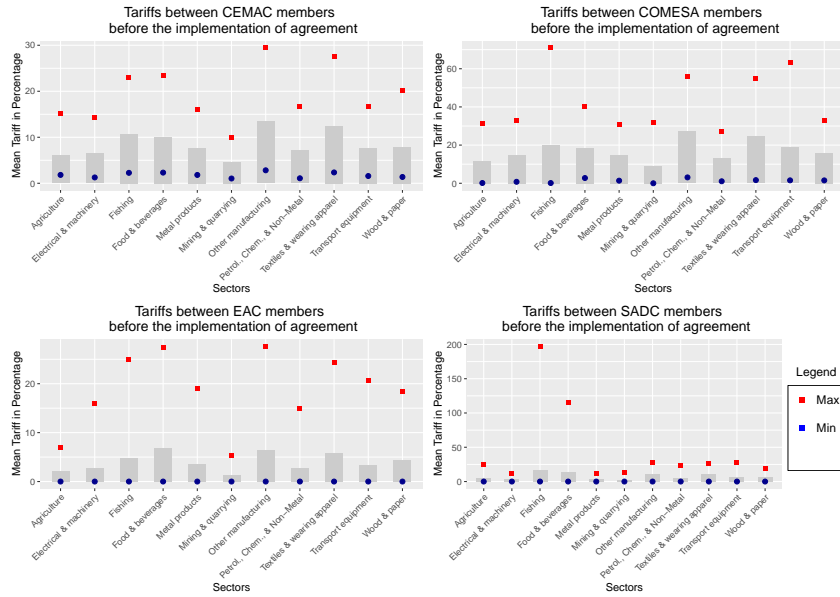 Tariffs between CEMAC members
before the implementation of agreement
Mean Tariff in Percentage
30
20
10
0
Agriculture
Electrical & machinery
Fishing
Food & beverages
Metal products
Mining & quarrying
Other manufacturing
Petrol., Chem., & Non−Metal
Textiles & wearing apparel
Transport equipment
Wood & paper
Sectors
Tariffs between COMESA members
before the implementation of agreement
Mean Tariff in Percentage
60
40
20
0
Agriculture
Electrical & machinery
Fishing
Food & beverages
Metal products
Mining & quarrying
Other manufacturing
Petrol., Chem., & Non−Metal
Textiles & wearing apparel
Transport equipment
Wood & paper
Sectors
Tariffs between EAC members
before the implementation of agreement
Mean Tariff in Percentage
20
10
0
Agriculture
Electrical & machinery
Fishing
Food & beverages
Metal products
Mining & quarrying
Other manufacturing
Petrol., Chem., & Non−Metal
Textiles & wearing apparel
Transport equipment
Wood & paper
Sectors
Tariffs between SADC members
before the implementation of agreement
Mean Tariff in Percentage
200
150
100
50
25
0
Agriculture
Electrical & machinery
Fishing
Food & beverages
Metal products
Mining & quarrying
Other manufacturing
Petrol., Chem., & Non−Metal
Textiles & wearing apparel
Transport equipment
Wood & paper
Sectors
Legend
Max
Min